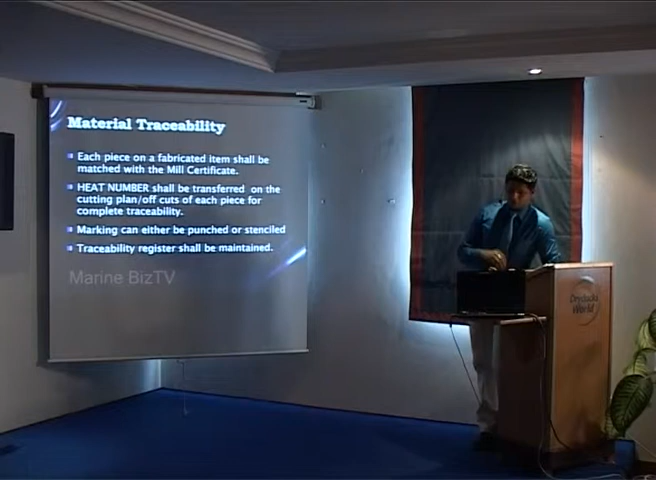 Material Traceability
Each piece on a fabricated item shall be
matched with the Mill Certificate.
HEAT NUMBER shall be transferred on the
cutting plan/off cuts of each piece for
complete traceability.
Marking can either be punched or stenciled
Traceability register shall be maintained.
Marine BizTV
Drydocks
World